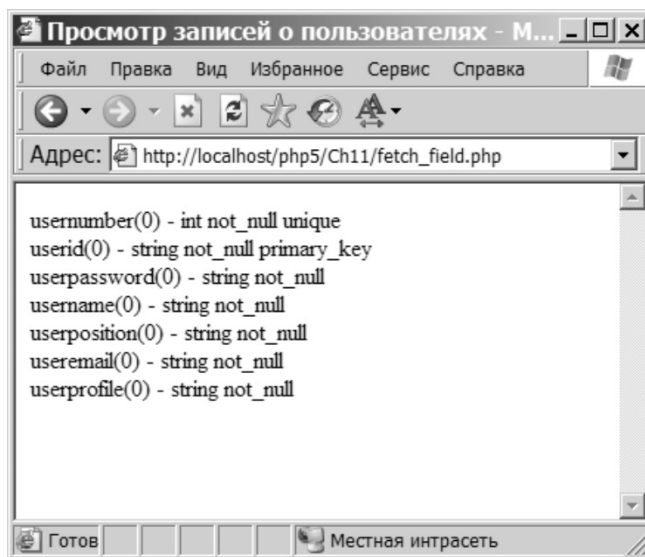 Просмотр записей о пользователях - M...
Файл Правка Вид Избранное Сервис Справка
Адрес: http://localhost/php5/Ch11/fetch_field.php
usernumber(0) - int not_null unique
userid(0) - string not_null primary_key
userpassword(0) - string not_null
username(0) - string not_null
userposition(0) - string not_null
useremail(0) - string not_null
userprofile(0) - string not_null
Готов Местная интрасеть